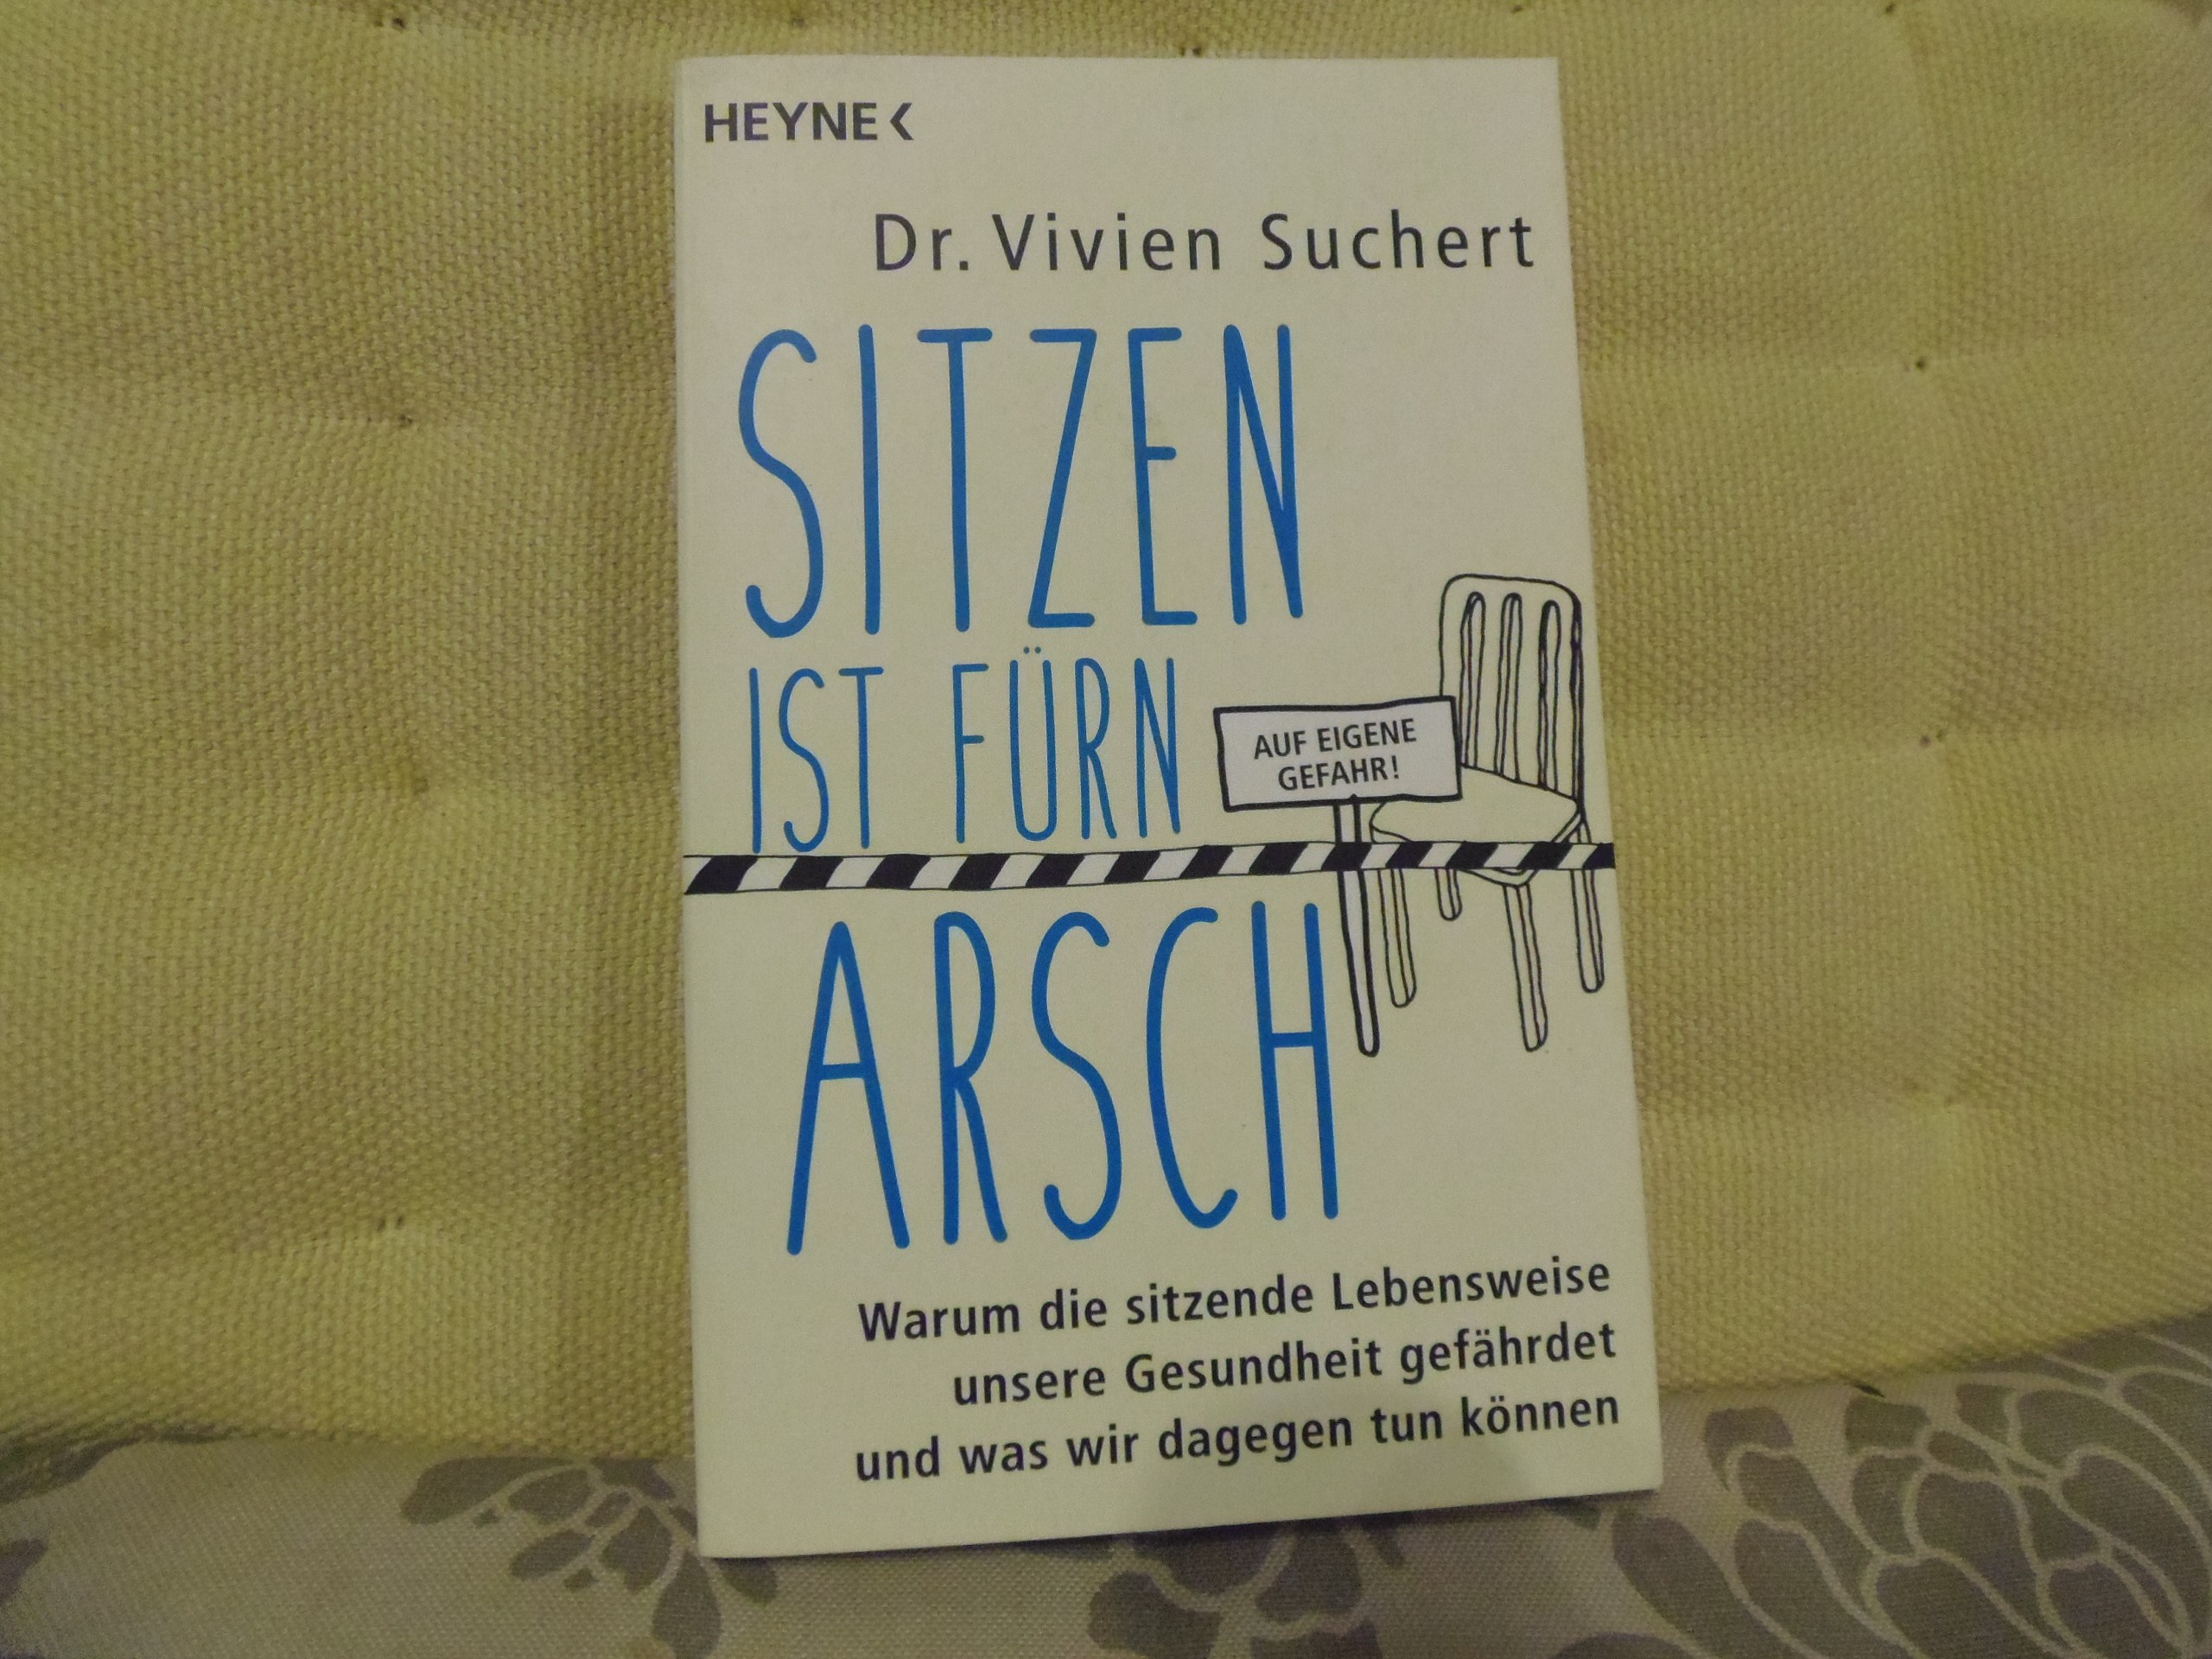 HEYNE<
Dr. Vivien Suchert
SITZEN
IST FÜRN
AUF EIGENE
GEFAHR!
ARSCH
Warum die sitzende Lebensweise
unsere Gesundheit gefährdet
und was wir dagegen tun können